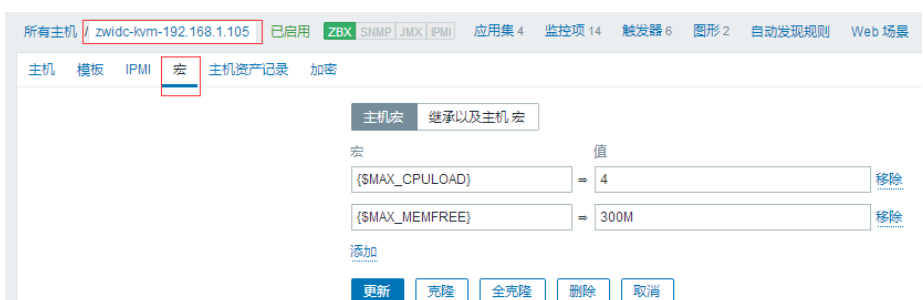 所有主机 / zwidc-kvm-192.168.1.105 已启用 ZBX SNMP JMX IPMI 应用集 4 监控项 14 触发器 6 图形 2 自动发现规则 Web 场景
主机 模板 IPMI 宏 主机资产记录 加密
主机宏 继承以及主机 宏
宏 值
{$MAX_CPULOAD} ⇒ 4 移除
{$MAX_MEMFREE} ⇒ 300M 移除
添加
更新 克隆 全克隆 删除 取消